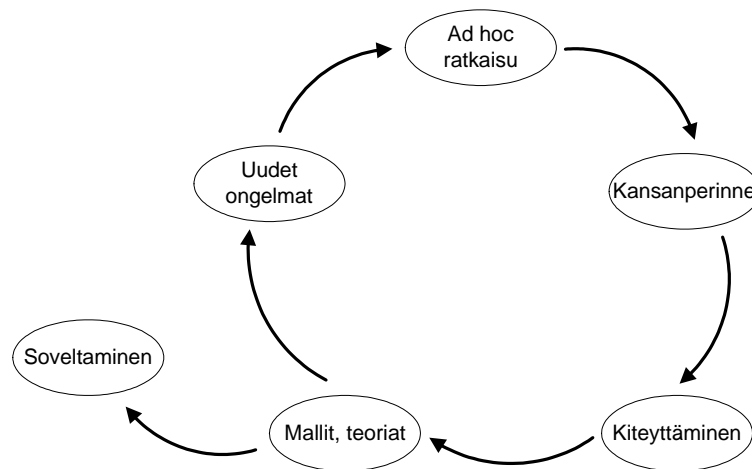 Ad hoc
ratkaisu
Kansanperinne
Kiteyttäminen
Mallit, teoriat
Soveltaminen
Uudet
ongelmat